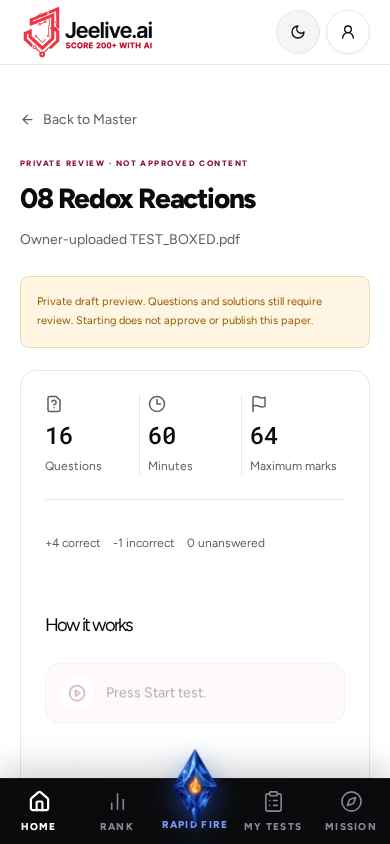 Jeelive.ai
SCORE 200+ WITH AI
Back to Master
PRIVATE REVIEW · NOT APPROVED CONTENT
08 Redox Reactions
Owner-uploaded TEST_BOXED.pdf
Private draft preview. Questions and solutions still require
review. Starting does not approve or publish this paper.
16 60 64
Questions Minutes Maximum marks
+4 correct -1 incorrect 0 unanswered
How it works
Press Start test.
HOME RANK RAPID FIRE MY TESTS MISSION